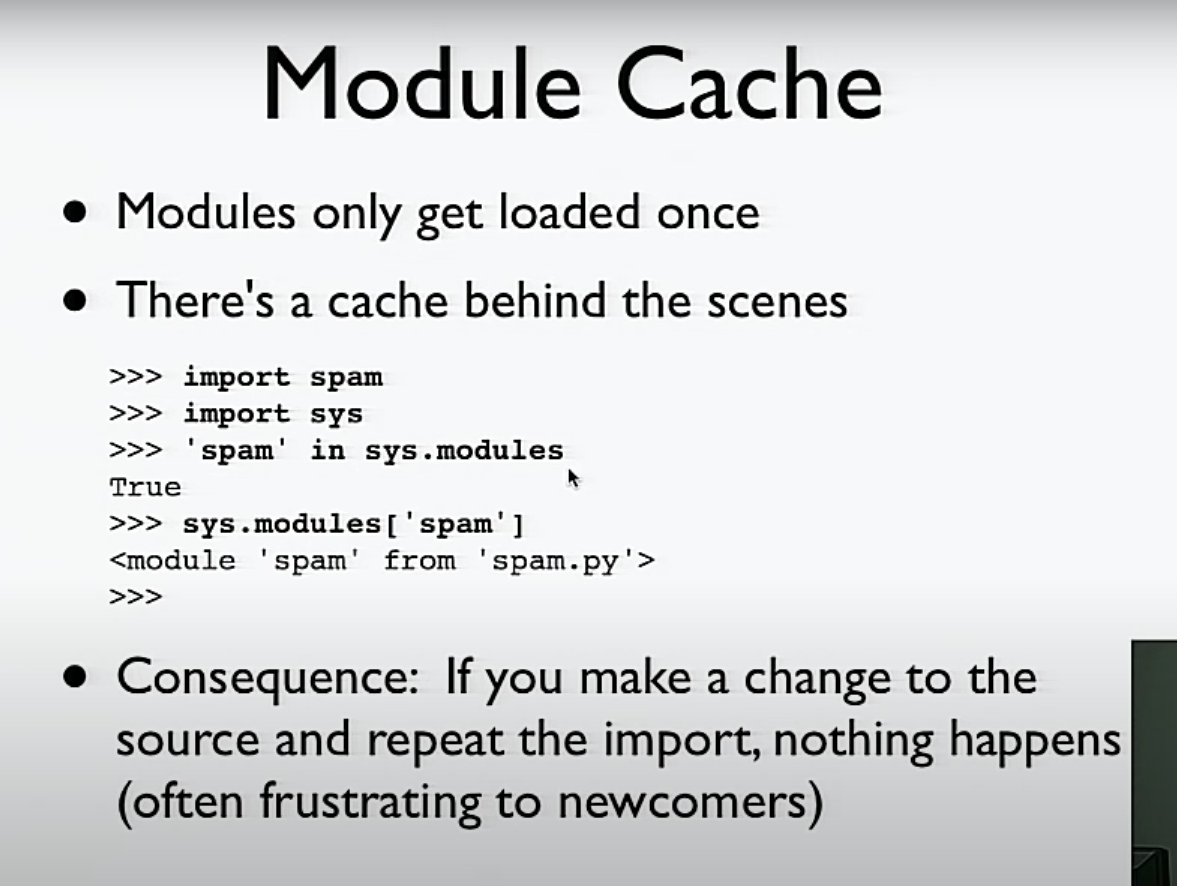 Module Cache
• Modules only get loaded once
• There's a cache behind the scenes
>>> import spam
>>> import sys
>>> 'spam' in sys.modules
True
>>> sys.modules['spam']
<module 'spam' from 'spam.py'>
>>>
• Consequence:  If you make a change to the
source and repeat the import, nothing happens
(often frustrating to newcomers)